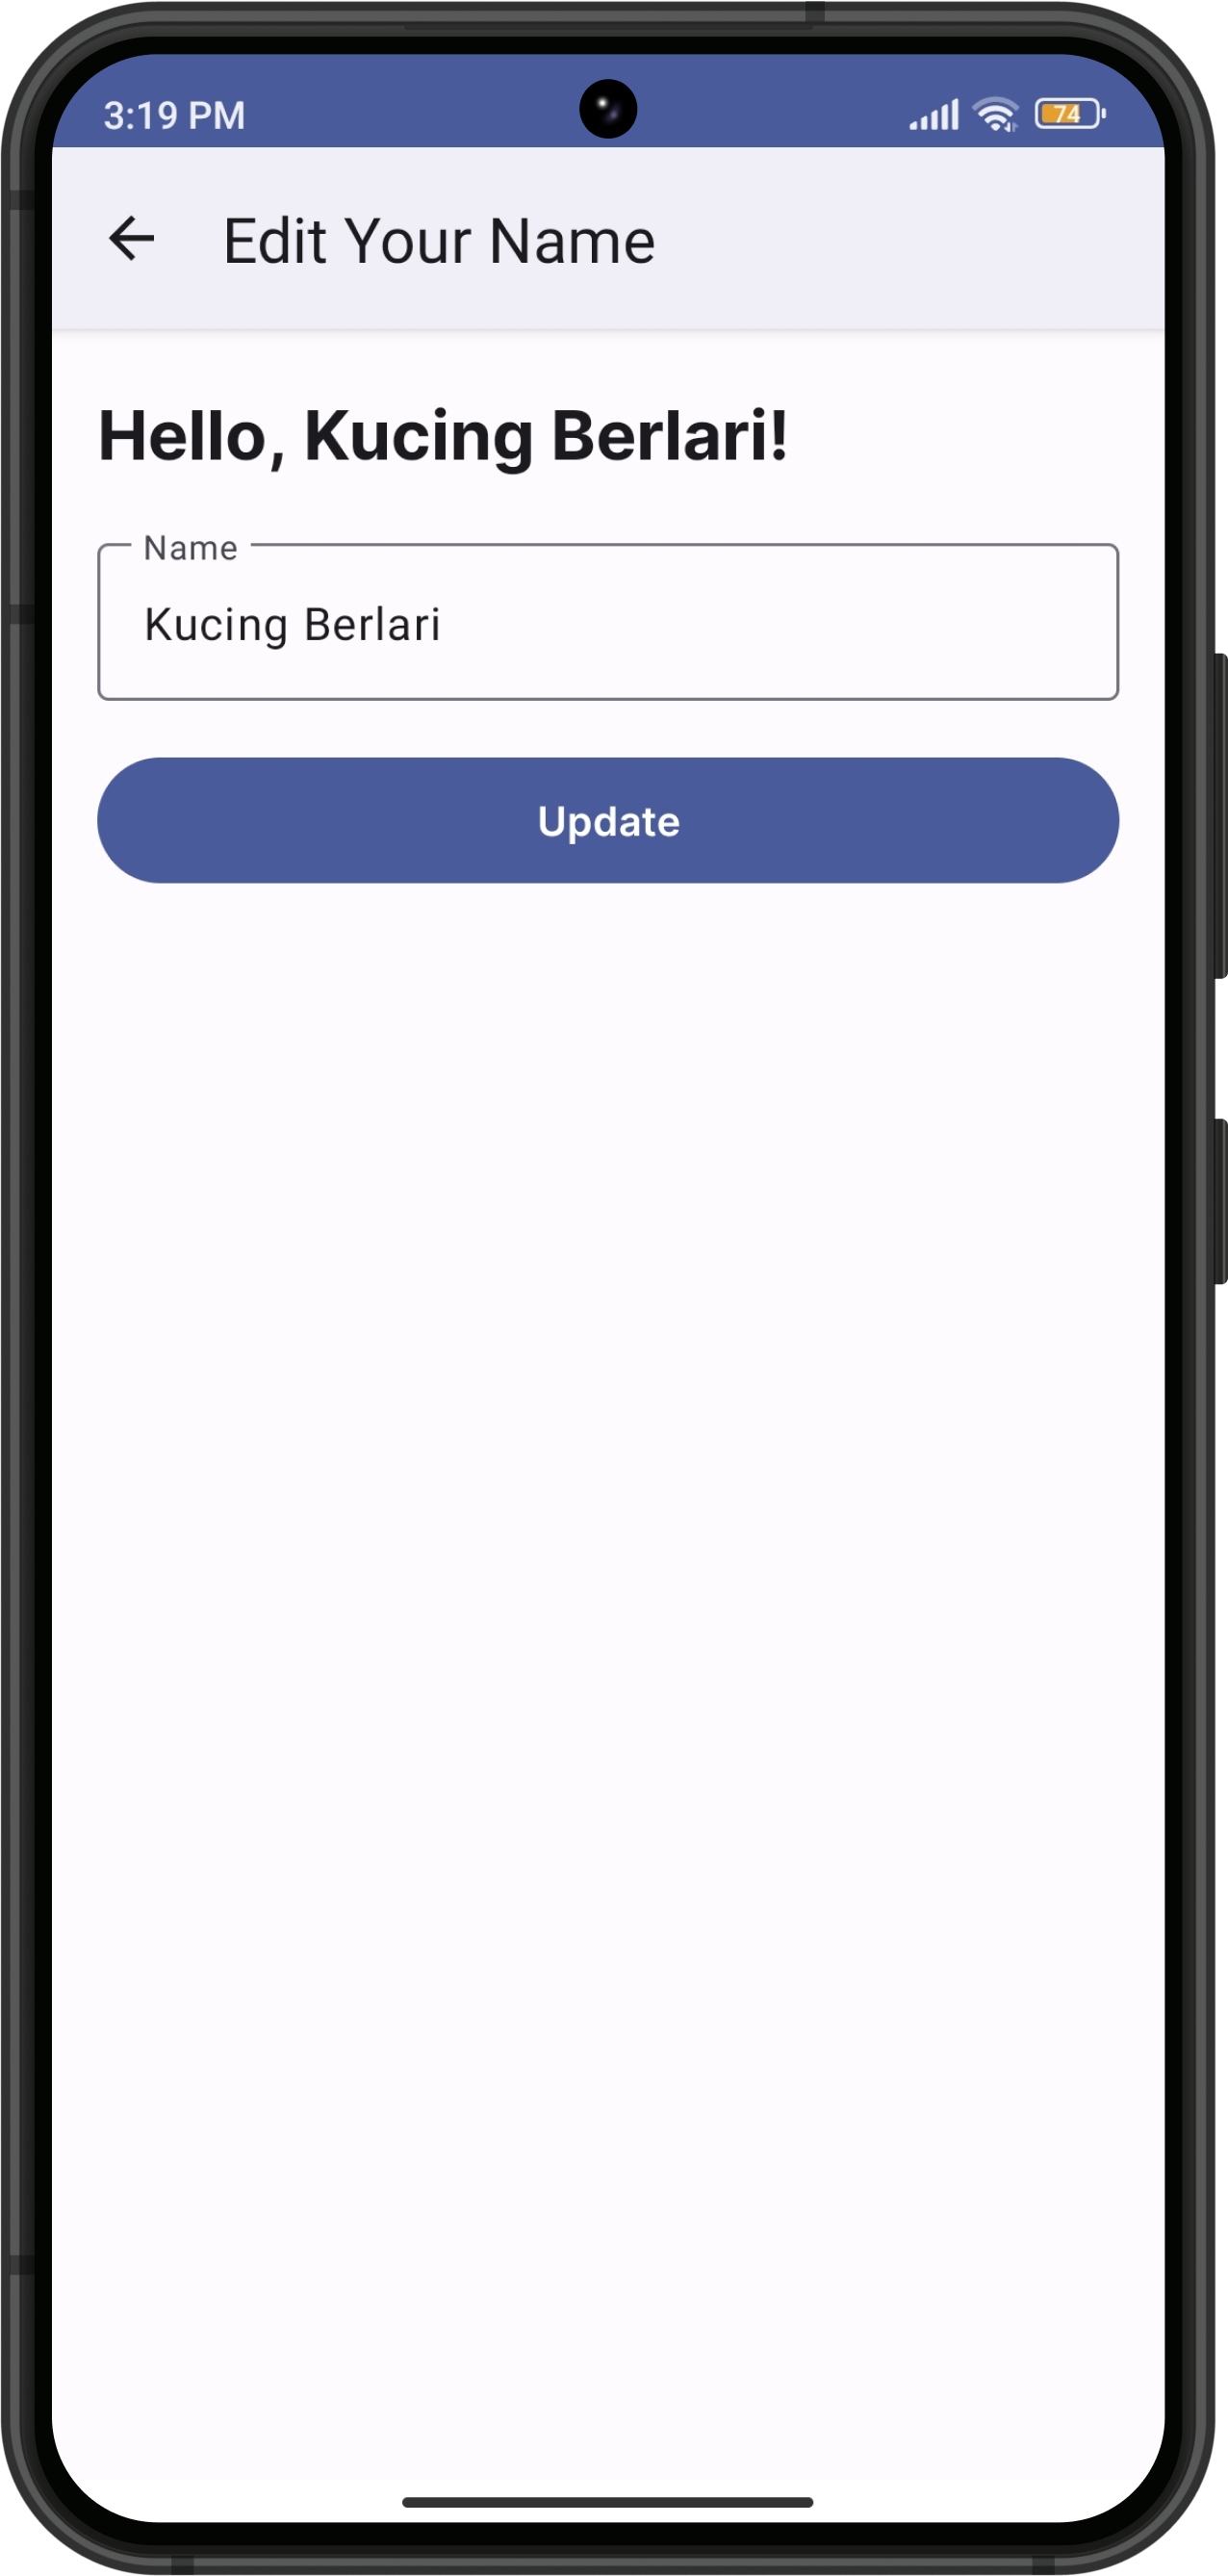 3:19 PM
74
Edit Your Name
Hello, Kucing Berlari!
Name
Kucing Berlari
Update